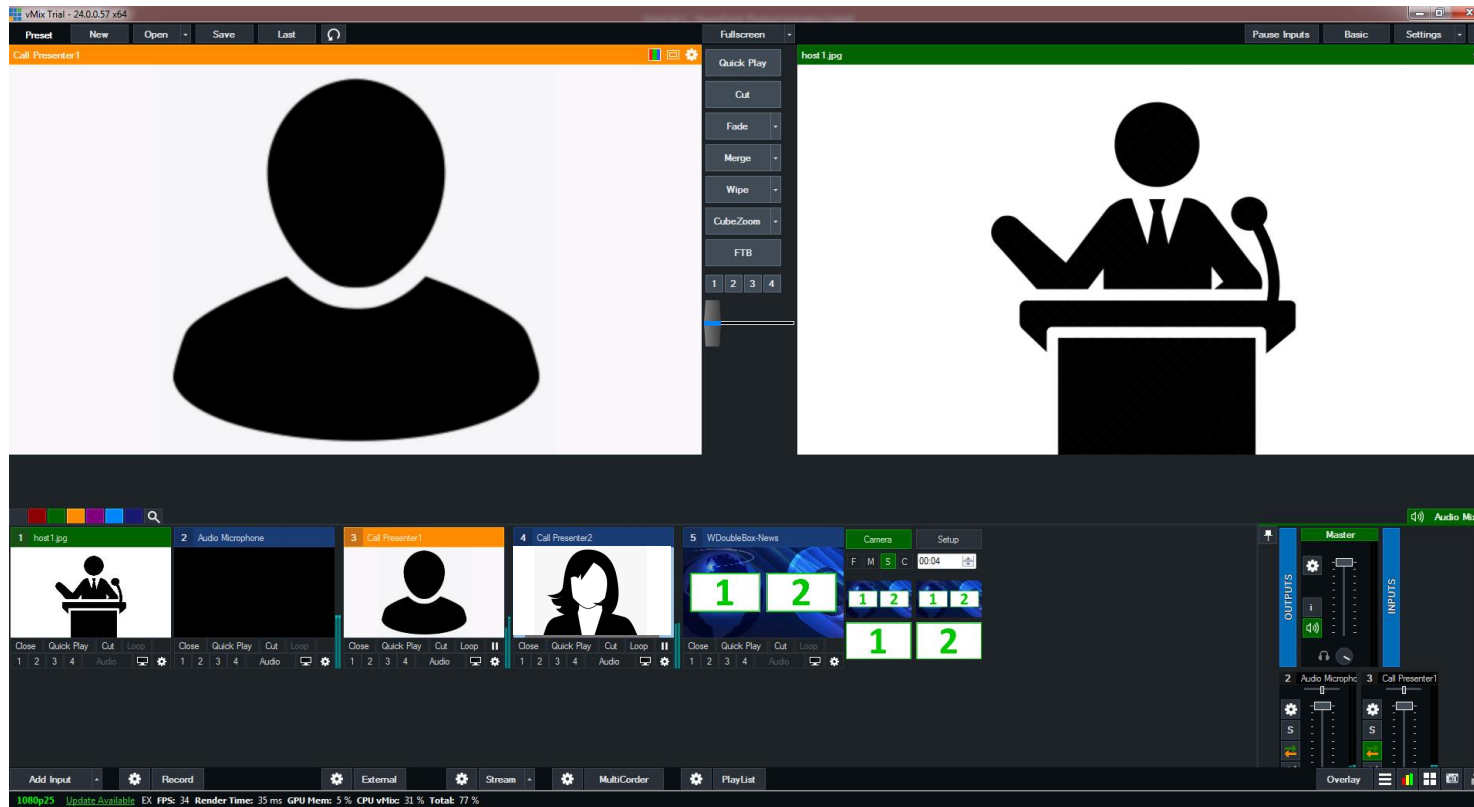 vMix Trial - 24.0.0.57 x64
Preset New Open Save Last Fullscreen Pause Inputs Basic Settings
Call Presenter1
host1.jpg
Quick Play
Cut
Fade
Merge
Wipe
CubeZoom
FTB
1 2 3 4
Audio Mix
1 host1.jpg 2 Audio Microphone 3 Call Presenter1 4 Call Presenter2 5 WDoubleBox-News Camera Setup Master
F M S C 00:04
OUTPUTS
INPUTS
1 2
1 2 1 2
1 2
i
Close Quick Play Cut Loop Close Quick Play Cut Loop Close Quick Play Cut Loop Close Quick Play Cut Loop Close Quick Play Cut Loop
1 2 3 4 Audio 1 2 3 4 Audio 1 2 3 4 Audio 1 2 3 4 Audio 1 2 3 4 Audio
2 Audio Micropho 3 Call Presenter1
S S
Add Input Record External Stream MultiCorder PlayList Overlay
1080p25 Update Available EX FPS: 34 Render Time: 35 ms GPU Mem: 5 % CPU vMix: 31 % Total: 77 %